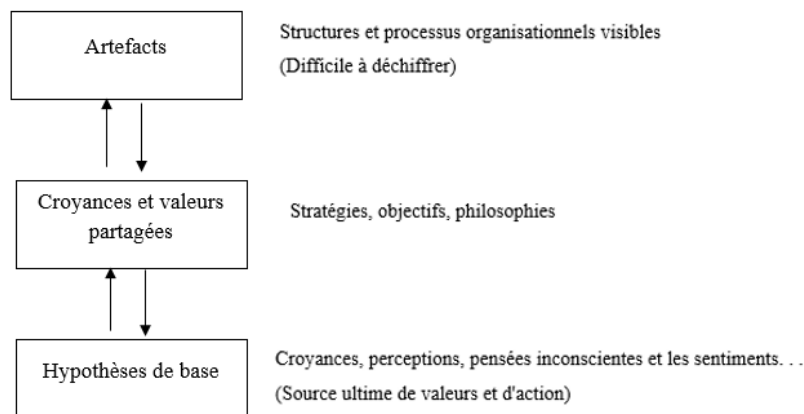 Artefacts
Structures et processus organisationnels visibles
(Difficile à déchiffrer)
Croyances et valeurs
partagées
Stratégies, objectifs, philosophies
Hypothèses de base
Croyances, perceptions, pensées inconscientes et les sentiments. . .
(Source ultime de valeurs et d'action)